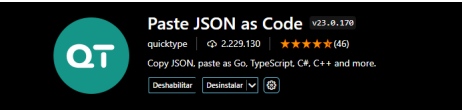 QT
Paste JSON as Code v23.0.170
quicktype 2.229.130 (46)
Copy JSON, paste as Go, TypeScript, C#, C++ and more.
Deshabilitar Desinstalar